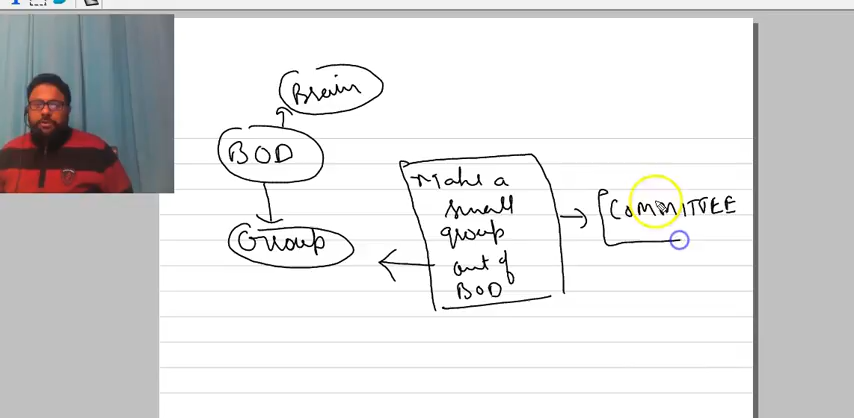 Brain
BOD
Group
Make a
small
group
out of
BOD
COMMITTEE